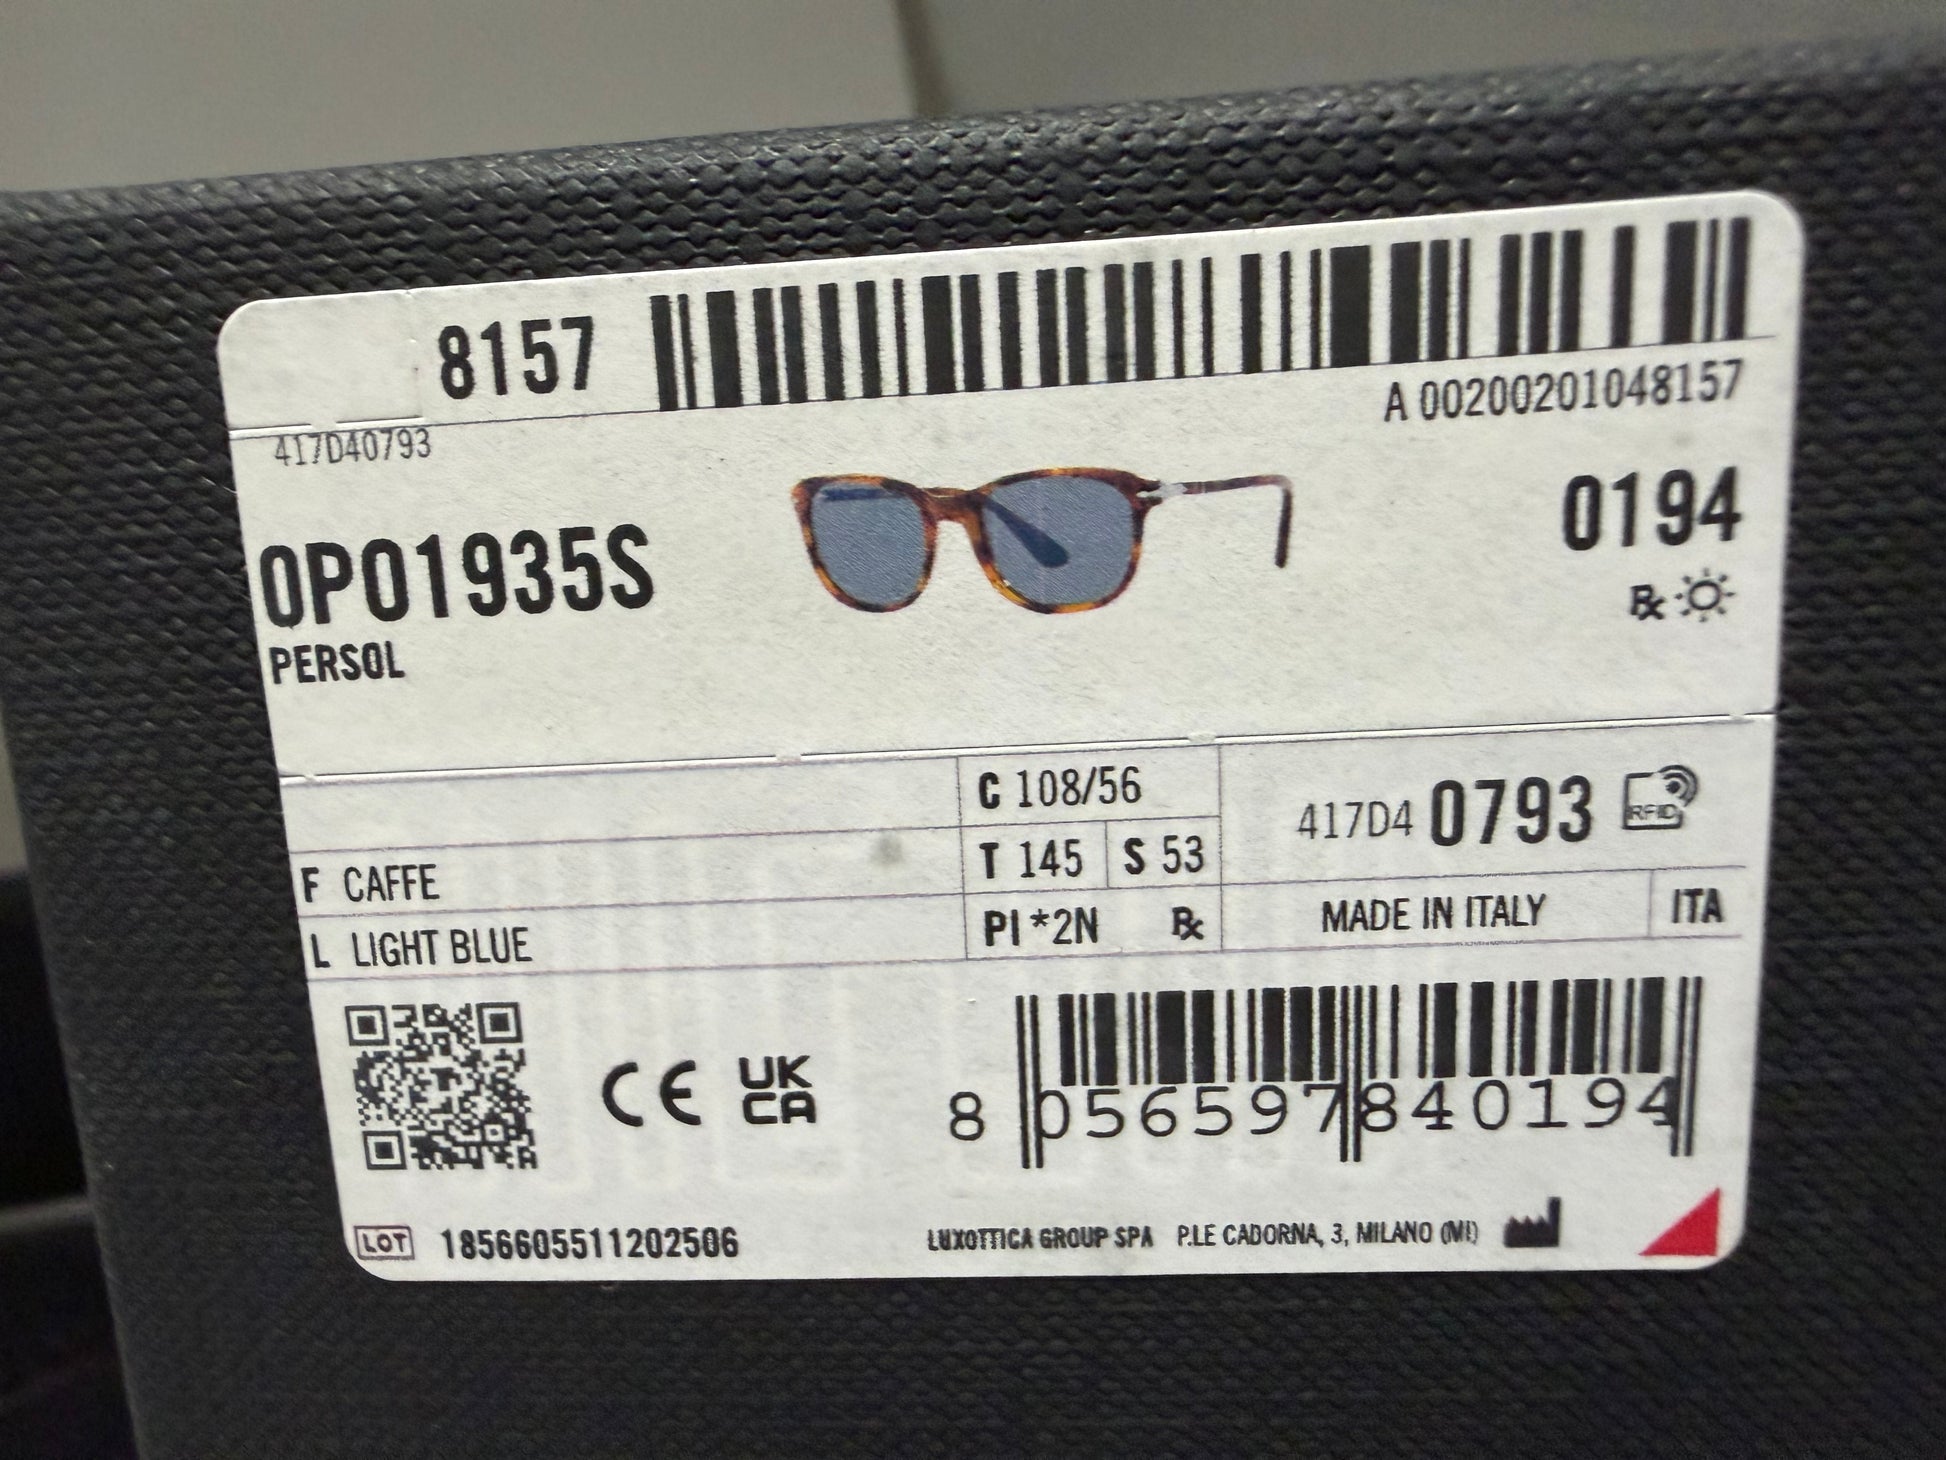 8157
A 00200201048157
417D40793
0PO1935S
0194
PERSOL
Rx
C 108/56
417D4 0793
RFID
F CAFFE
T 145
S 53
L LIGHT BLUE
PI *2N
Rx
MADE IN ITALY
ITA
CE
UK
CA
8 056597 840194
LOT 1856605511202506
LUXOTTICA GROUP SPA P.LE CADORNA, 3, MILANO (MI)